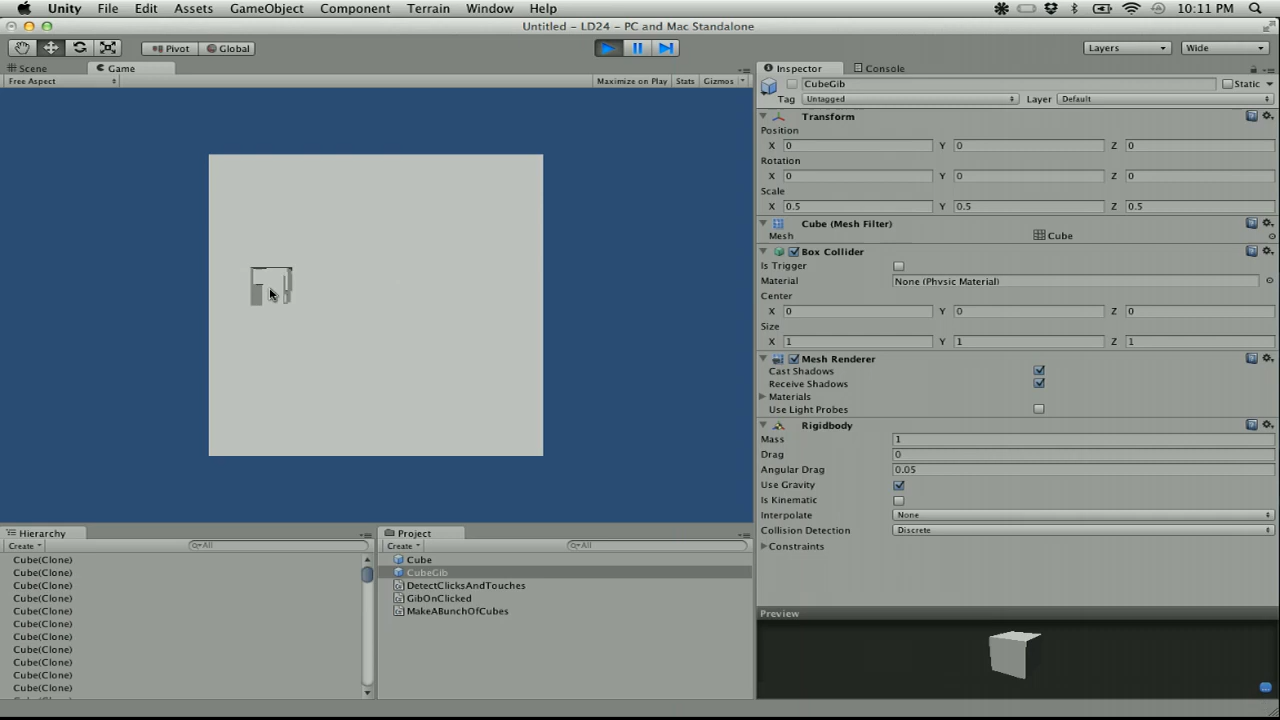 Unity File Edit Assets GameObject Component Terrain Window Help 10:11 PM
Untitled - LD24 - PC and Mac Standalone
Pivot Global Layers Wide
Scene Game
Free Aspect Maximize on Play Stats Gizmos
Inspector Console
CubeGib Static
Tag Untagged Layer Default
Transform
Position
X 0 Y 0 Z 0
Rotation
X 0 Y 0 Z 0
Scale
X 0.5 Y 0.5 Z 0.5
Cube (Mesh Filter)
Mesh Cube
Box Collider
Is Trigger
Material None (Physic Material)
Center
X 0 Y 0 Z 0
Size
X 1 Y 1 Z 1
Mesh Renderer
Cast Shadows
Receive Shadows
Materials
Use Light Probes
Rigidbody
Mass 1
Drag 0
Angular Drag 0.05
Use Gravity
Is Kinematic
Interpolate None
Collision Detection Discrete
Constraints
Preview
Hierarchy
Create All
Cube(Clone)
Cube(Clone)
Cube(Clone)
Cube(Clone)
Cube(Clone)
Cube(Clone)
Cube(Clone)
Cube(Clone)
Cube(Clone)
Cube(Clone)
Cube(Clone)
Project
Create All
Cube
CubeGib
DetectClicksAndTouches
GibOnClicked
MakeABunchOfCubes